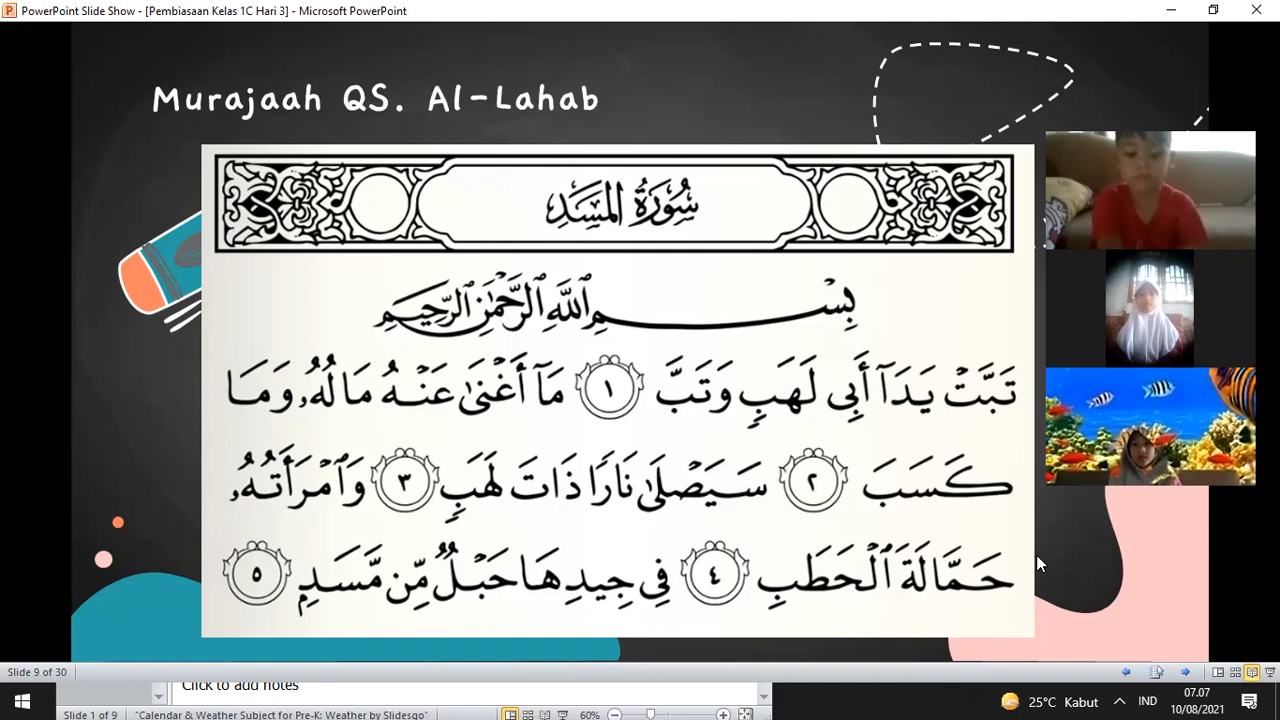 PowerPoint Slide Show - [Pembiasaan Kelas 1C Hari 3] - Microsoft PowerPoint
Murajaah QS. Al-Lahab
سُورَةُ المَسَدِ
بِسْمِ ٱللَّهِ ٱلرَّحْمَٰنِ ٱلرَّحِيمِ
تَبَّتْ يَدَآ أَبِى لَهَبٍ وَتَبَّ ١ مَآ أَغْنَىٰ عَنْهُ مَالُهُۥ وَمَا
كَسَبَ ٢ سَيَصْلَىٰ نَارًا ذَاتَ لَهَبٍ ٣ وَٱمْرَأَتُهُۥ
حَمَّالَةَ ٱلْحَطَبِ ٤ فِى جِيدِهَا حَبْلٌ مِّن مَّسَدٍۭ ٥
Slide 9 of 30
Click to add notes
Slide 1 of 9
"Calendar & Weather Subject for Pre-K: Weather by Slidesgo"
60%
25°C Kabut
IND
07.07
10/08/2021